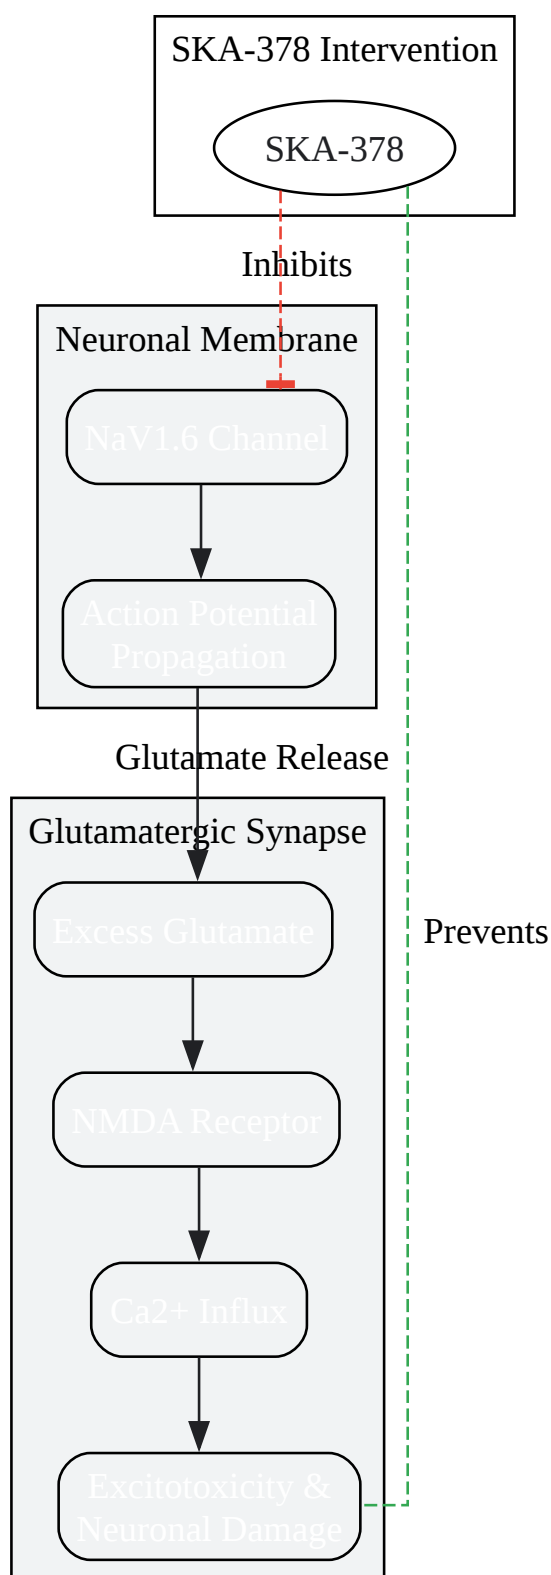 SKA-378 Intervention
SKA-378
Inhibits
Neuronal Membrane
NaV1.6 Channel
Action Potential
Propagation
Glutamate Release
Glutamatergic Synapse
Excess Glutamate
Prevents
NMDA Receptor
Ca2+ Influx
Excitotoxicity &
Neuronal Damage